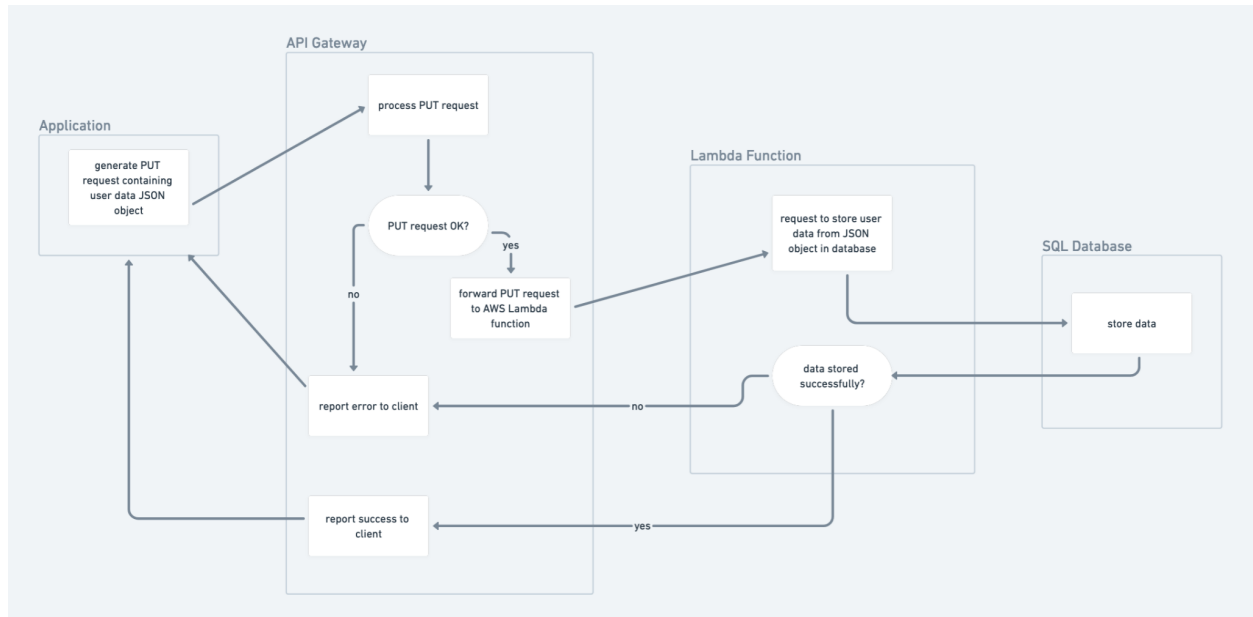 API Gateway
process PUT request
Application
generate PUT
request containing
user data JSON
object
PUT request OK?
yes
no
forward PUT request
to AWS Lambda
function
report error to client
report success to
client
Lambda Function
request to store user
data from JSON
object in database
data stored
successfully?
no
yes
SQL Database
store data